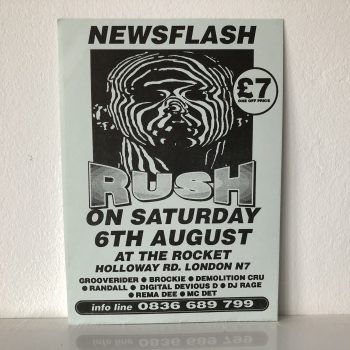 NEWSFLASH
£7
ONE OFF PRICE
RUSH
ON SATURDAY
6TH AUGUST
AT THE ROCKET
HOLLOWAY RD. LONDON N7
GROOVERIDER ● BROCKIE ● DEMOLITION CRU
● RANDALL ● DIGITAL DEVIOUS D ● DJ RAGE
● REMA DEE ● MC DET
info line 0836 689 799